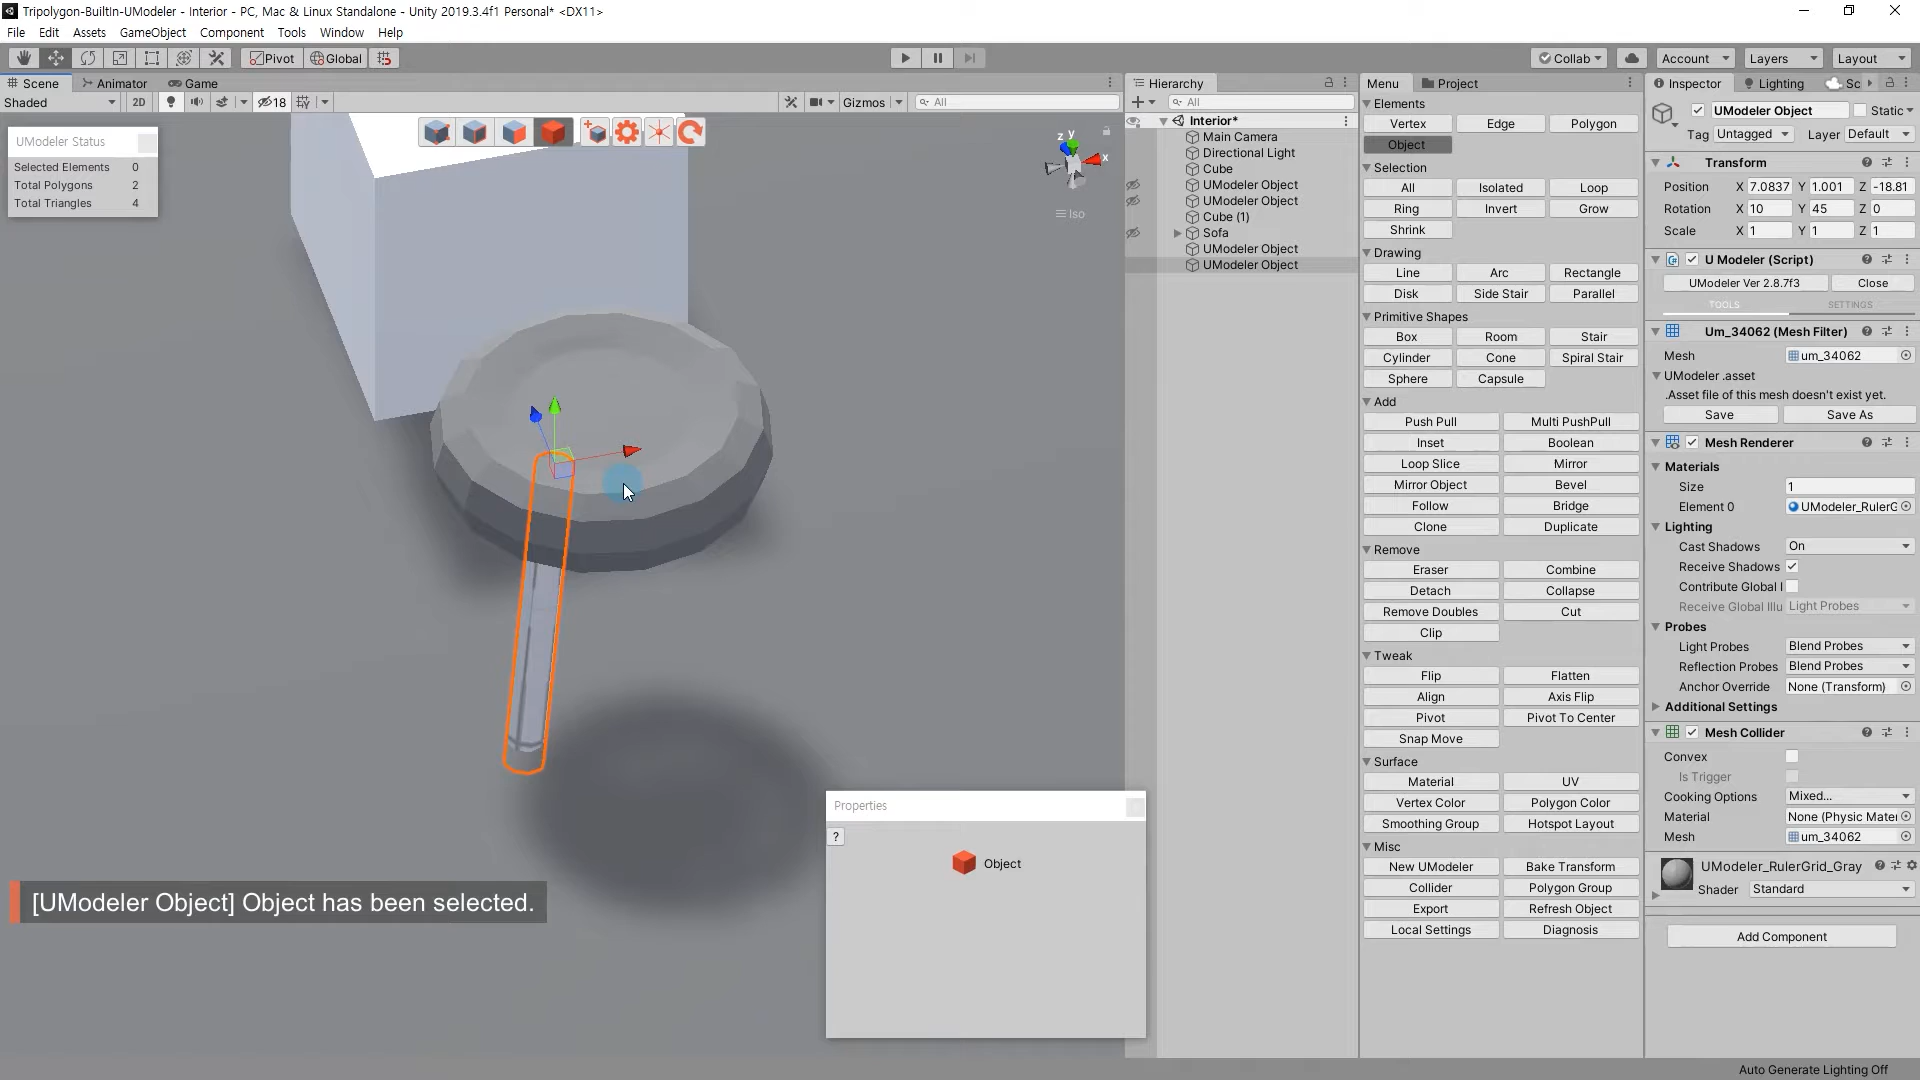 Tripolygon-BuiltIn-UModeler - Interior - PC, Mac & Linux Standalone - Unity 2019.3.4f1 Personal* <DX11>
File Edit Assets GameObject Component Tools Window Help
Pivot Global Collab Account Layers Layout
Scene Animator Game
Shaded 2D 18 Gizmos All
UModeler Status
Selected Elements 0
Total Polygons 2
Total Triangles 4
z y x
Iso
[UModeler Object] Object has been selected.
Properties
?
Object
Hierarchy
All
Interior*
Main Camera
Directional Light
Cube
UModeler Object
UModeler Object
Cube (1)
Sofa
UModeler Object
UModeler Object
Menu Project
Elements
Vertex Edge Polygon
Object
Selection
All Isolated Loop
Ring Invert Grow
Shrink
Drawing
Line Arc Rectangle
Disk Side Stair Parallel
Primitive Shapes
Box Room Stair
Cylinder Cone Spiral Stair
Sphere Capsule
Add
Push Pull Multi PushPull
Inset Boolean
Loop Slice Mirror
Mirror Object Bevel
Follow Bridge
Clone Duplicate
Remove
Eraser Combine
Detach Collapse
Remove Doubles Cut
Clip
Tweak
Flip Flatten
Align Axis Flip
Pivot Pivot To Center
Snap Move
Surface
Material UV
Vertex Color Polygon Color
Smoothing Group Hotspot Layout
Misc
New UModeler Bake Transform
Collider Polygon Group
Export Refresh Object
Local Settings Diagnosis
Inspector Lighting Sc
UModeler Object Static
Tag Untagged Layer Default
Transform
Position X 7.0837 Y 1.001 Z -18.81
Rotation X 10 Y 45 Z 0
Scale X 1 Y 1 Z 1
U Modeler (Script)
UModeler Ver 2.8.7f3 Close
TOOLS SETTINGS
Um_34062 (Mesh Filter)
Mesh um_34062
UModeler .asset
.Asset file of this mesh doesn't exist yet.
Save Save As
Mesh Renderer
Materials
Size 1
Element 0 UModeler_RulerG
Lighting
Cast Shadows On
Receive Shadows
Contribute Global I
Receive Global Illu Light Probes
Probes
Light Probes Blend Probes
Reflection Probes Blend Probes
Anchor Override None (Transform)
Additional Settings
Mesh Collider
Convex
Is Trigger
Cooking Options Mixed...
Material None (Physic Mater
Mesh um_34062
UModeler_RulerGrid_Gray
Shader Standard
Add Component
Auto Generate Lighting Off